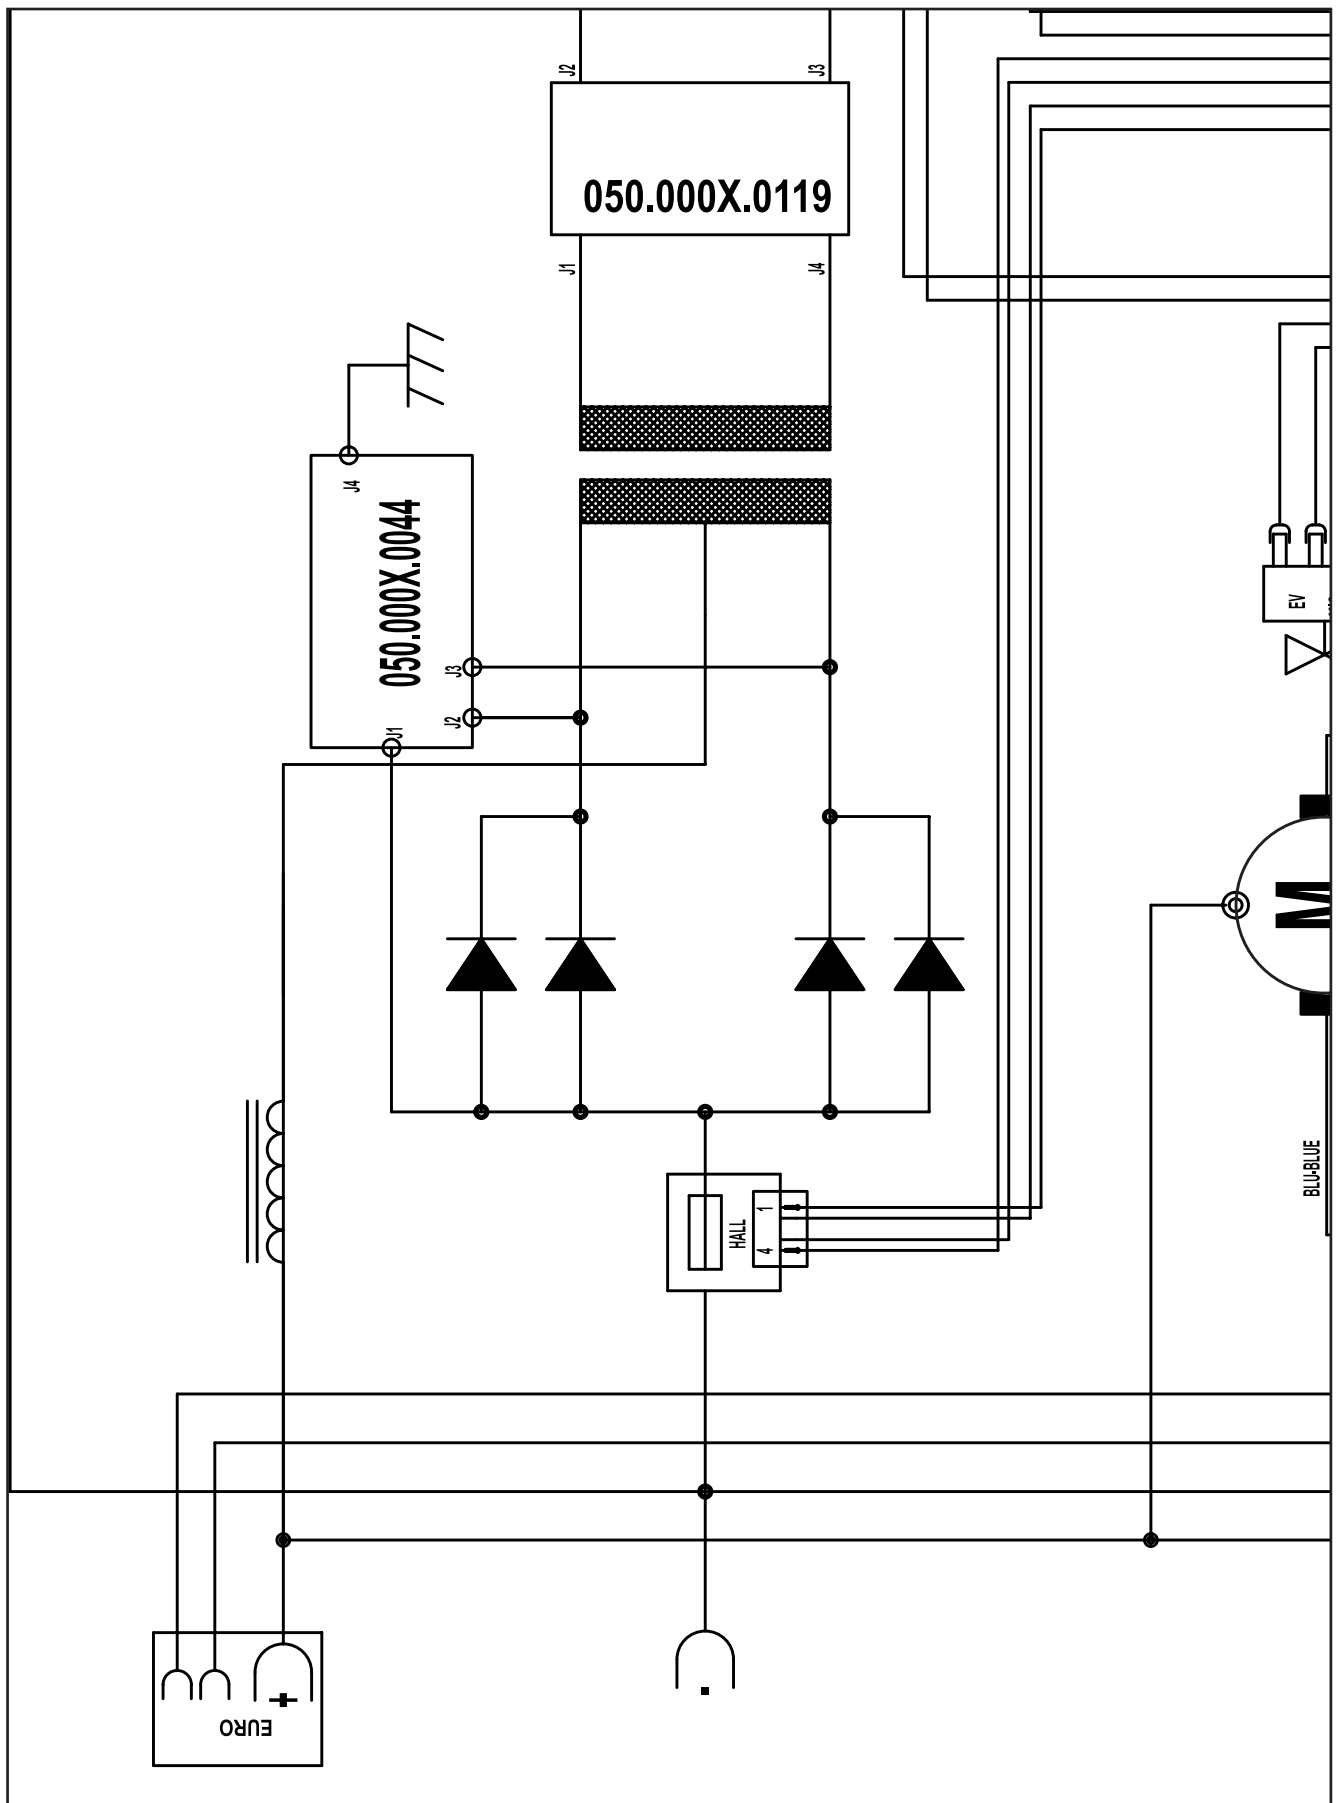 J2
J3
050.000X.0119
J1
J4
J4
050.000X.0044
J3
J2
J1
EV
M
BLU-BLUE
HALL
1
4
+
-
EURO